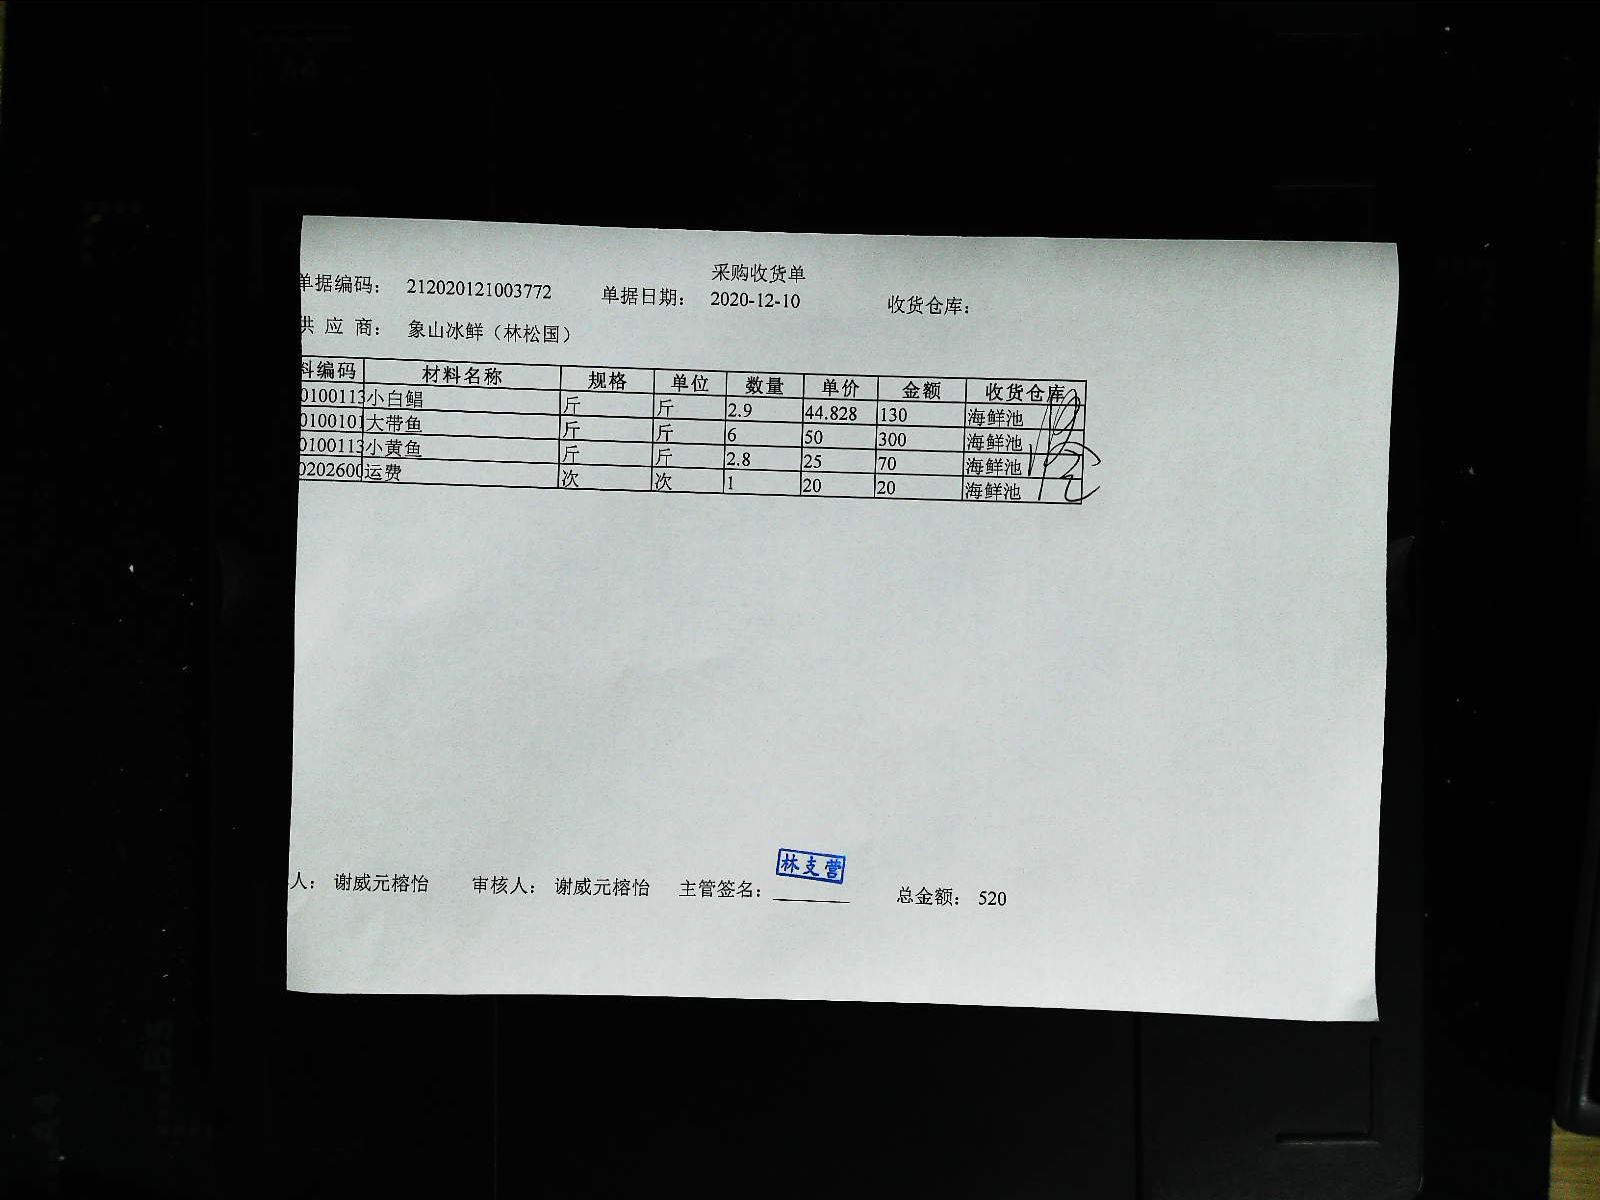 采购收货单
单据编码： 212020121003772 单据日期： 2020-12-10 收货仓库：
供 应 商： 象山冰鲜（林松国）
料编码 材料名称 规格 单位 数量 单价 金额 收货仓库
0100113 小白鲳 斤 斤 2.9 44.828 130 海鲜池
0100101 大带鱼 斤 斤 6 50 300 海鲜池
0100113 小黄鱼 斤 斤 2.8 25 70 海鲜池
0202600 运费 次 次 1 20 20 海鲜池
林支营
人： 谢威元榕怡 审核人： 谢威元榕怡 主管签名： 总金额： 520